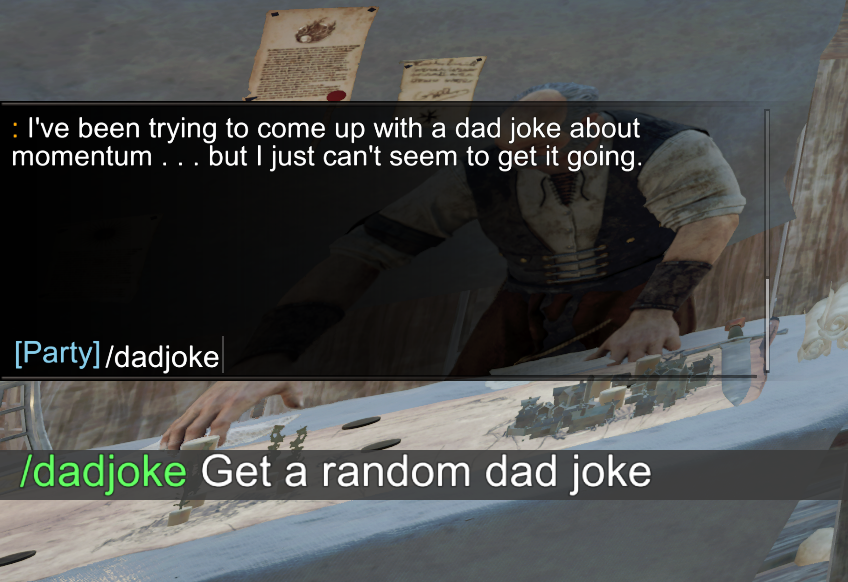 : I've been trying to come up with a dad joke about
momentum . . . but I just can't seem to get it going.
[Party] /dadjoke
/dadjoke Get a random dad joke